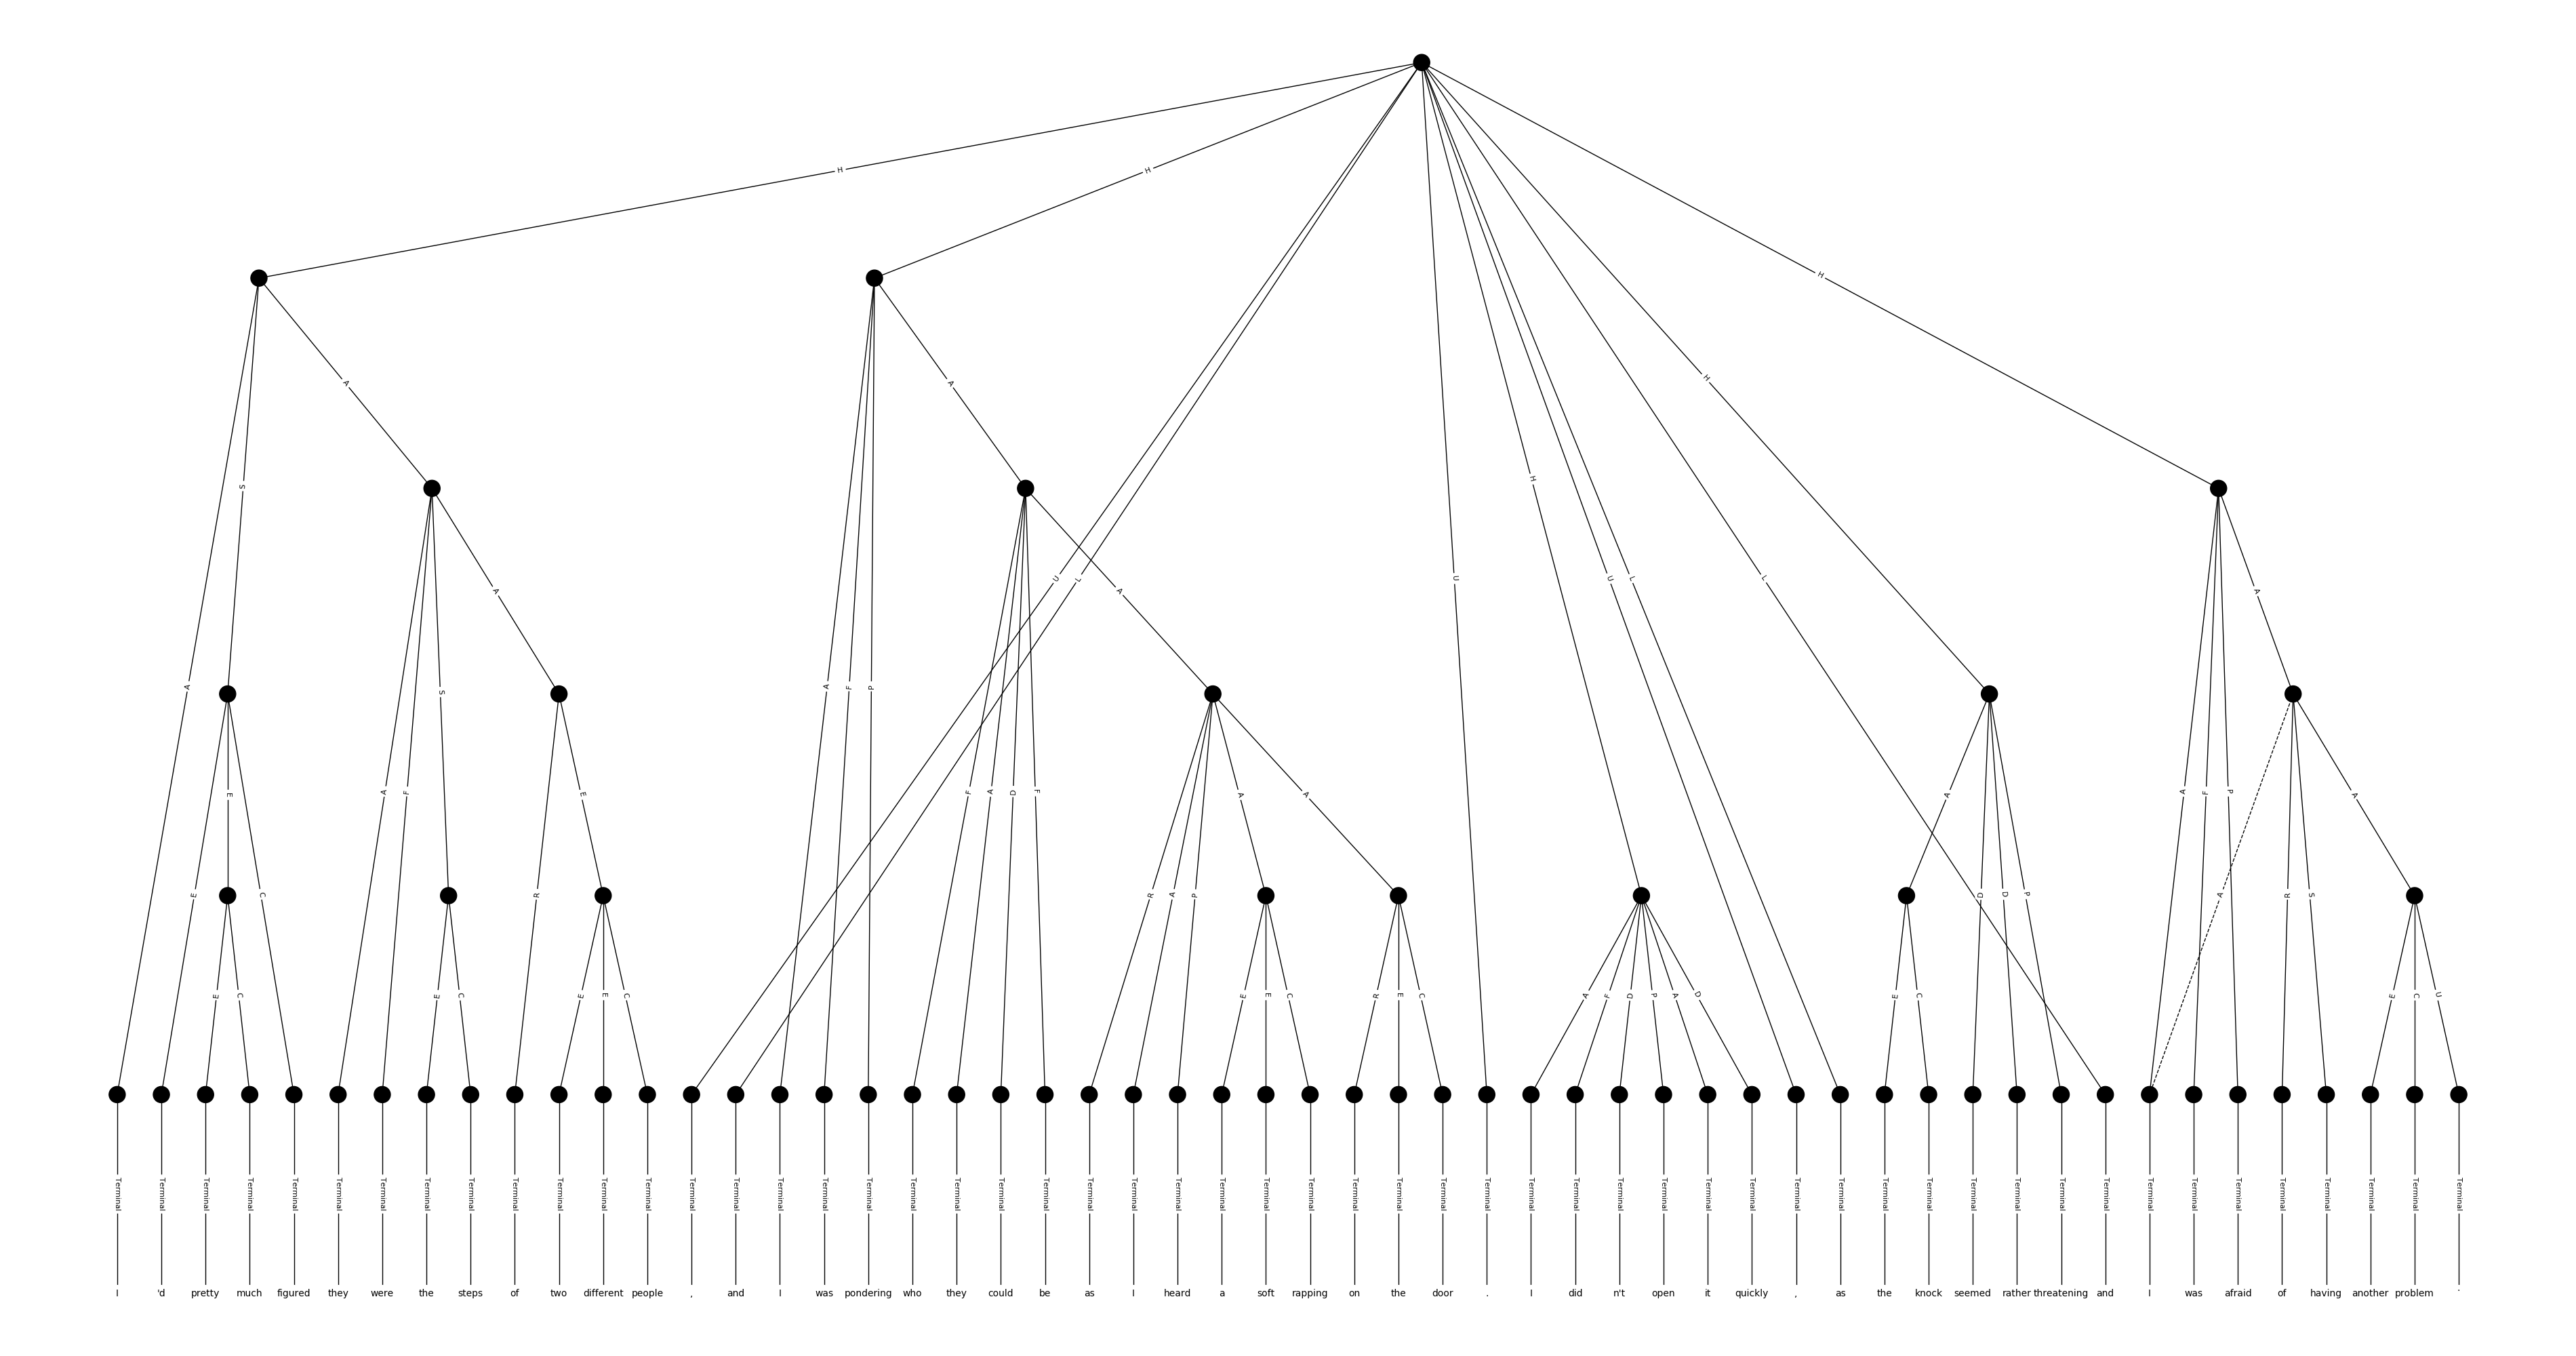 H H H
H
A A S H
U L U H U L L A A
A S A F S A F P A F P
A F E E F A D F A A A A F P A
E C R R A P D D P A R S
E C E C E E C E E C R E C A F D P A D E C E C U
Terminal Terminal Terminal Terminal Terminal Terminal Terminal Terminal Terminal Terminal Terminal Terminal Terminal Terminal Terminal Terminal Terminal Terminal Terminal Terminal Terminal Terminal Terminal Terminal Terminal Terminal Terminal Terminal Terminal Terminal Terminal Terminal Terminal Terminal Terminal Terminal Terminal Terminal Terminal Terminal Terminal Terminal Terminal Terminal Terminal Terminal Terminal Terminal Terminal Terminal Terminal Terminal Terminal Terminal
I 'd pretty much figured they were the steps of two different people , and I was pondering who they could be as I heard a soft rapping on the door . I did n't open it quickly , as the knock seemed rather threatening and I was afraid of having another problem .